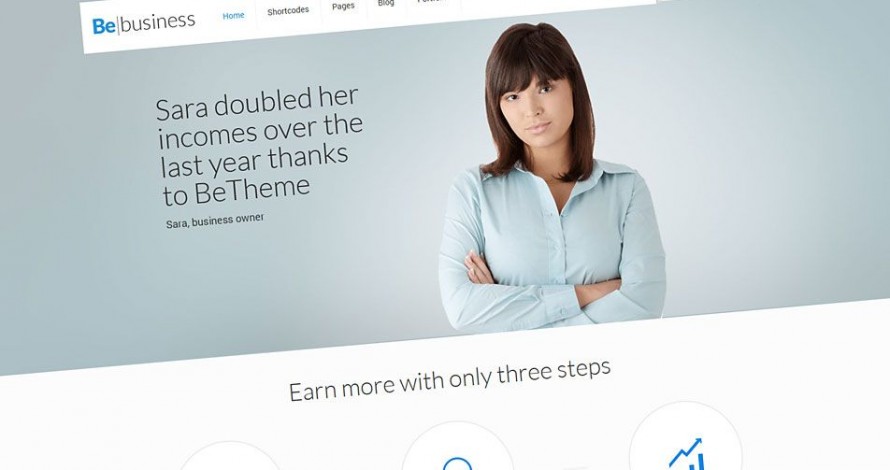 Be|business
Home Shortcodes Pages Blog
Sara doubled her
incomes over the
last year thanks
to BeTheme
Sara, business owner
Earn more with only three steps